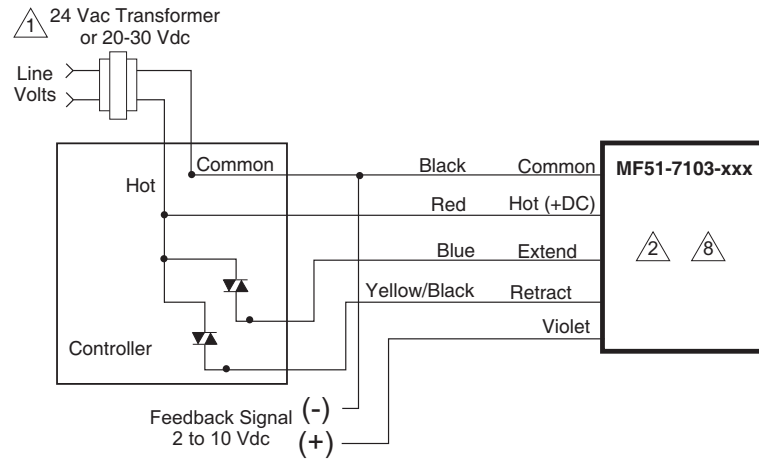 1
24 Vac Transformer
or 20-30 Vdc
Line
Volts
Common
Hot
Controller
Black
Common
Red
Hot (+DC)
Blue
Extend
Yellow/Black
Retract
Violet
MF51-7103-xxx
2
8
Feedback Signal
2 to 10 Vdc
(-)
(+)